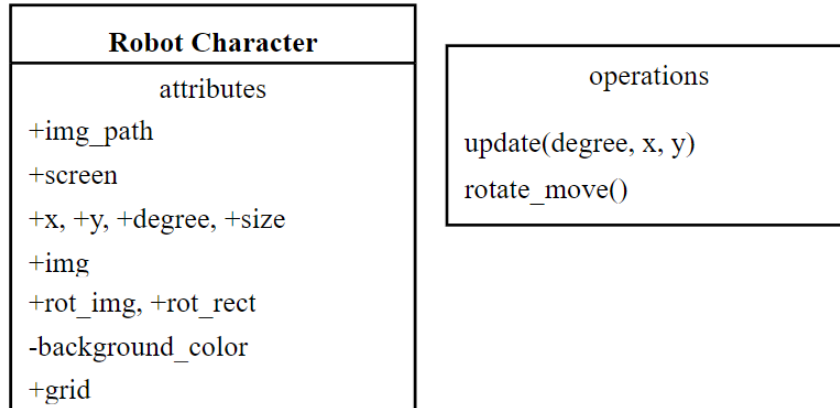 Robot Character
attributes
+img_path
+screen
+x, +y, +degree, +size
+img
+rot_img, +rot_rect
-background_color
+grid
operations
update(degree, x, y)
rotate_move()